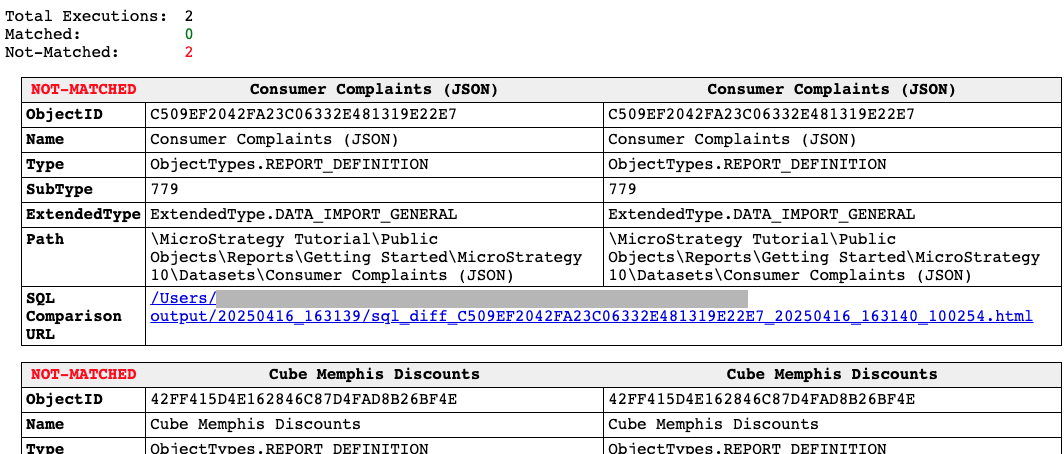 Total Executions: 2
Matched: 0
Not-Matched: 2
NOT-MATCHED Consumer Complaints (JSON) Consumer Complaints (JSON)
ObjectID C509EF2042FA23C06332E481319E22E7 C509EF2042FA23C06332E481319E22E7
Name Consumer Complaints (JSON) Consumer Complaints (JSON)
Type ObjectTypes.REPORT_DEFINITION ObjectTypes.REPORT_DEFINITION
SubType 779 779
ExtendedType ExtendedType.DATA_IMPORT_GENERAL ExtendedType.DATA_IMPORT_GENERAL
Path \MicroStrategy Tutorial\Public \MicroStrategy Tutorial\Public
Objects\Reports\Getting Started\MicroStrategy Objects\Reports\Getting Started\MicroStrategy
10\Datasets\Consumer Complaints (JSON) 10\Datasets\Consumer Complaints (JSON)
SQL /Users/
Comparison output/20250416_163139/sql_diff_C509EF2042FA23C06332E481319E22E7_20250416_163140_100254.html
URL
NOT-MATCHED Cube Memphis Discounts Cube Memphis Discounts
ObjectID 42FF415D4E162846C87D4FAD8B26BF4E 42FF415D4E162846C87D4FAD8B26BF4E
Name Cube Memphis Discounts Cube Memphis Discounts
Type ObjectTypes.REPORT_DEFINITION ObjectTypes.REPORT_DEFINITION